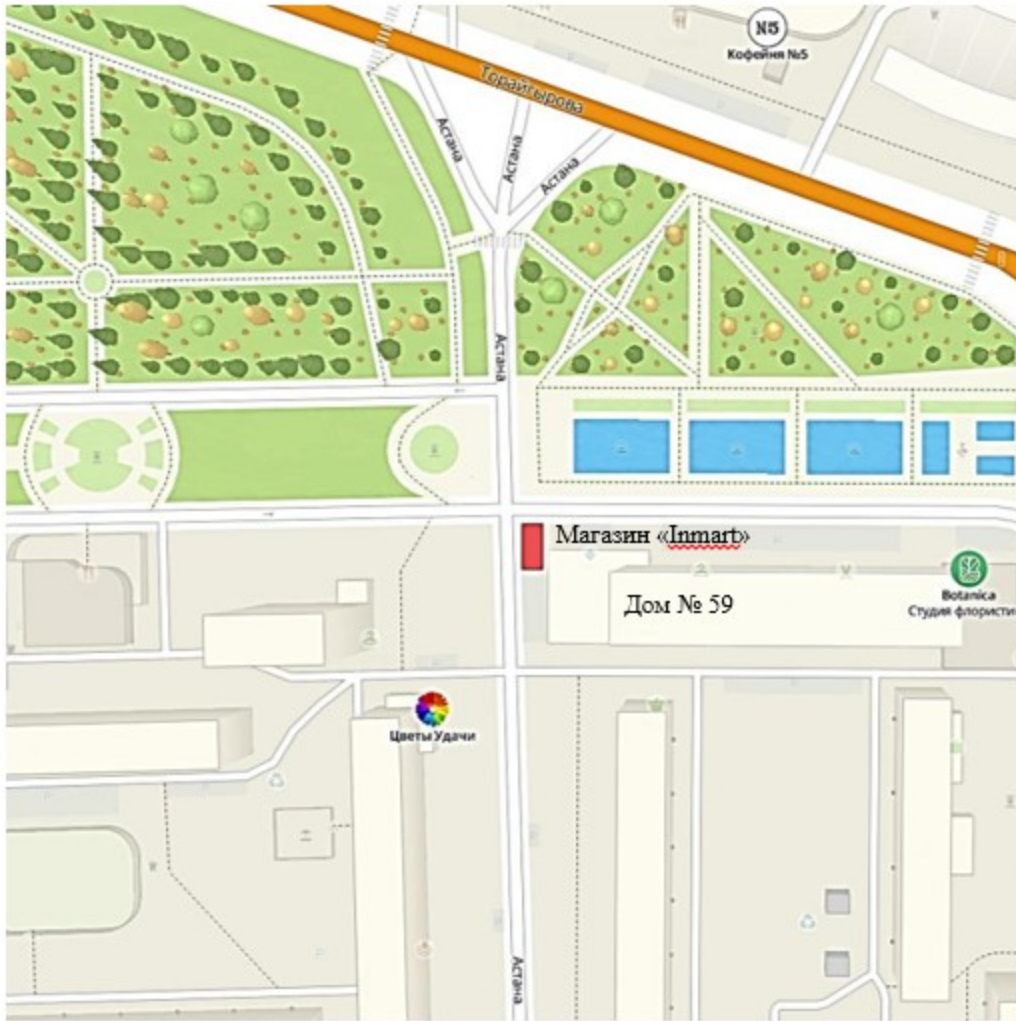 N5
Кофейня №5
Торайгырова
Астана
Астана
Астана
Астана
Магазин «Inmart»
Дом № 59
Botanica
Студия флористи
Цветы Удачи
Астана